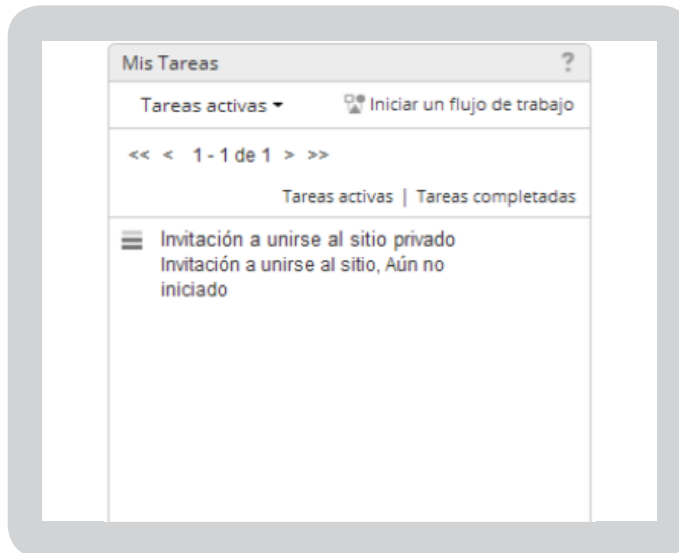 Mis Tareas ?
Tareas activas Iniciar un flujo de trabajo
<< < 1 - 1 de 1 > >>
Tareas activas | Tareas completadas
Invitación a unirse al sitio privado
Invitación a unirse al sitio, Aún no
iniciado